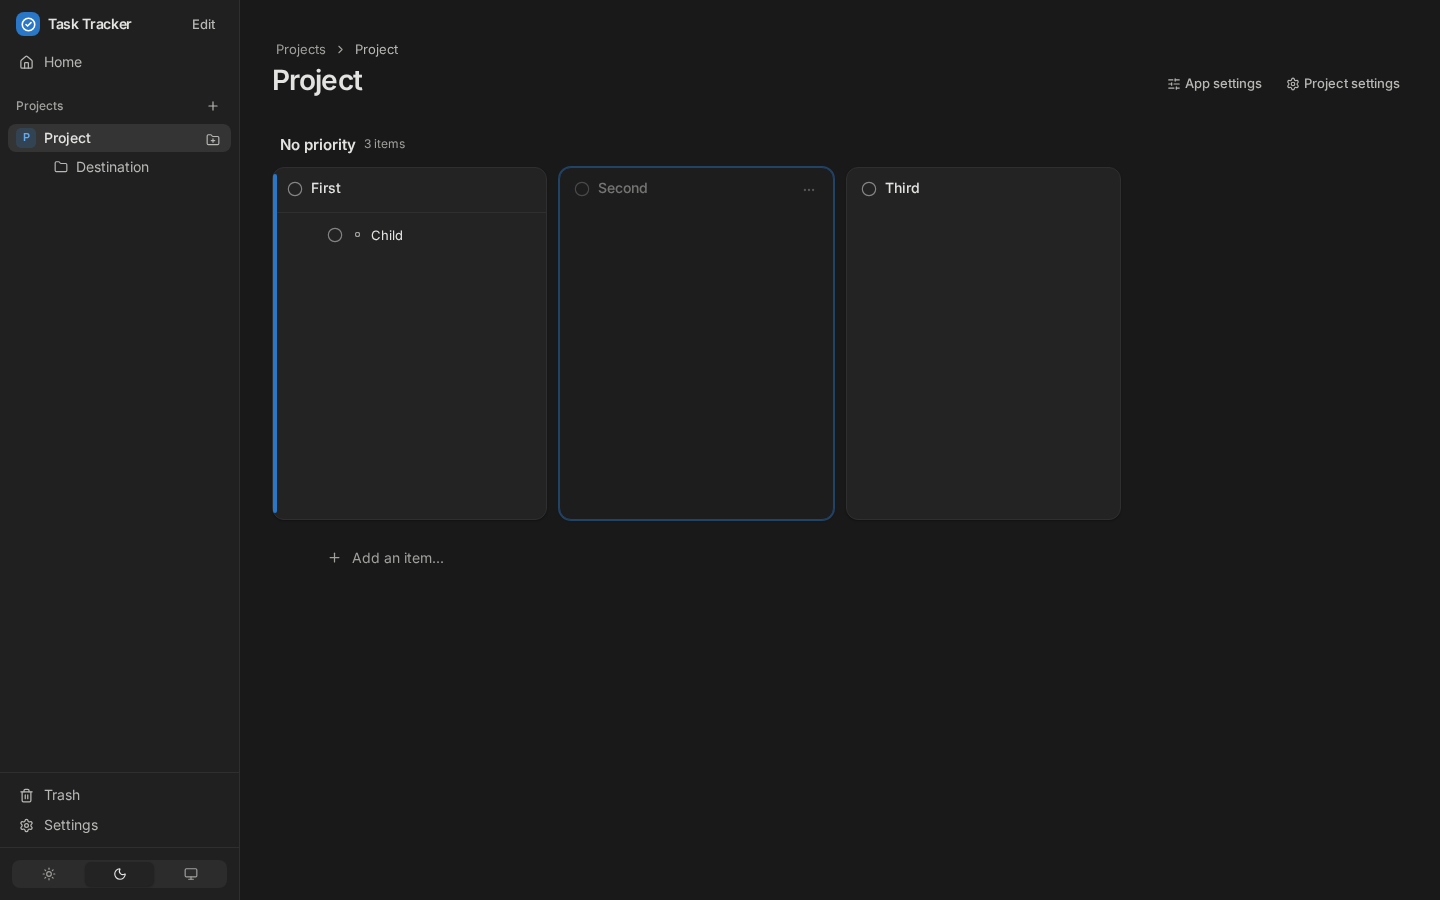 Task Tracker
Edit
Home
Projects
P
Project
Destination
Trash
Settings
Projects
Project
Project
App settings
Project settings
No priority
3 items
First
Child
Second
Third
Add an item...